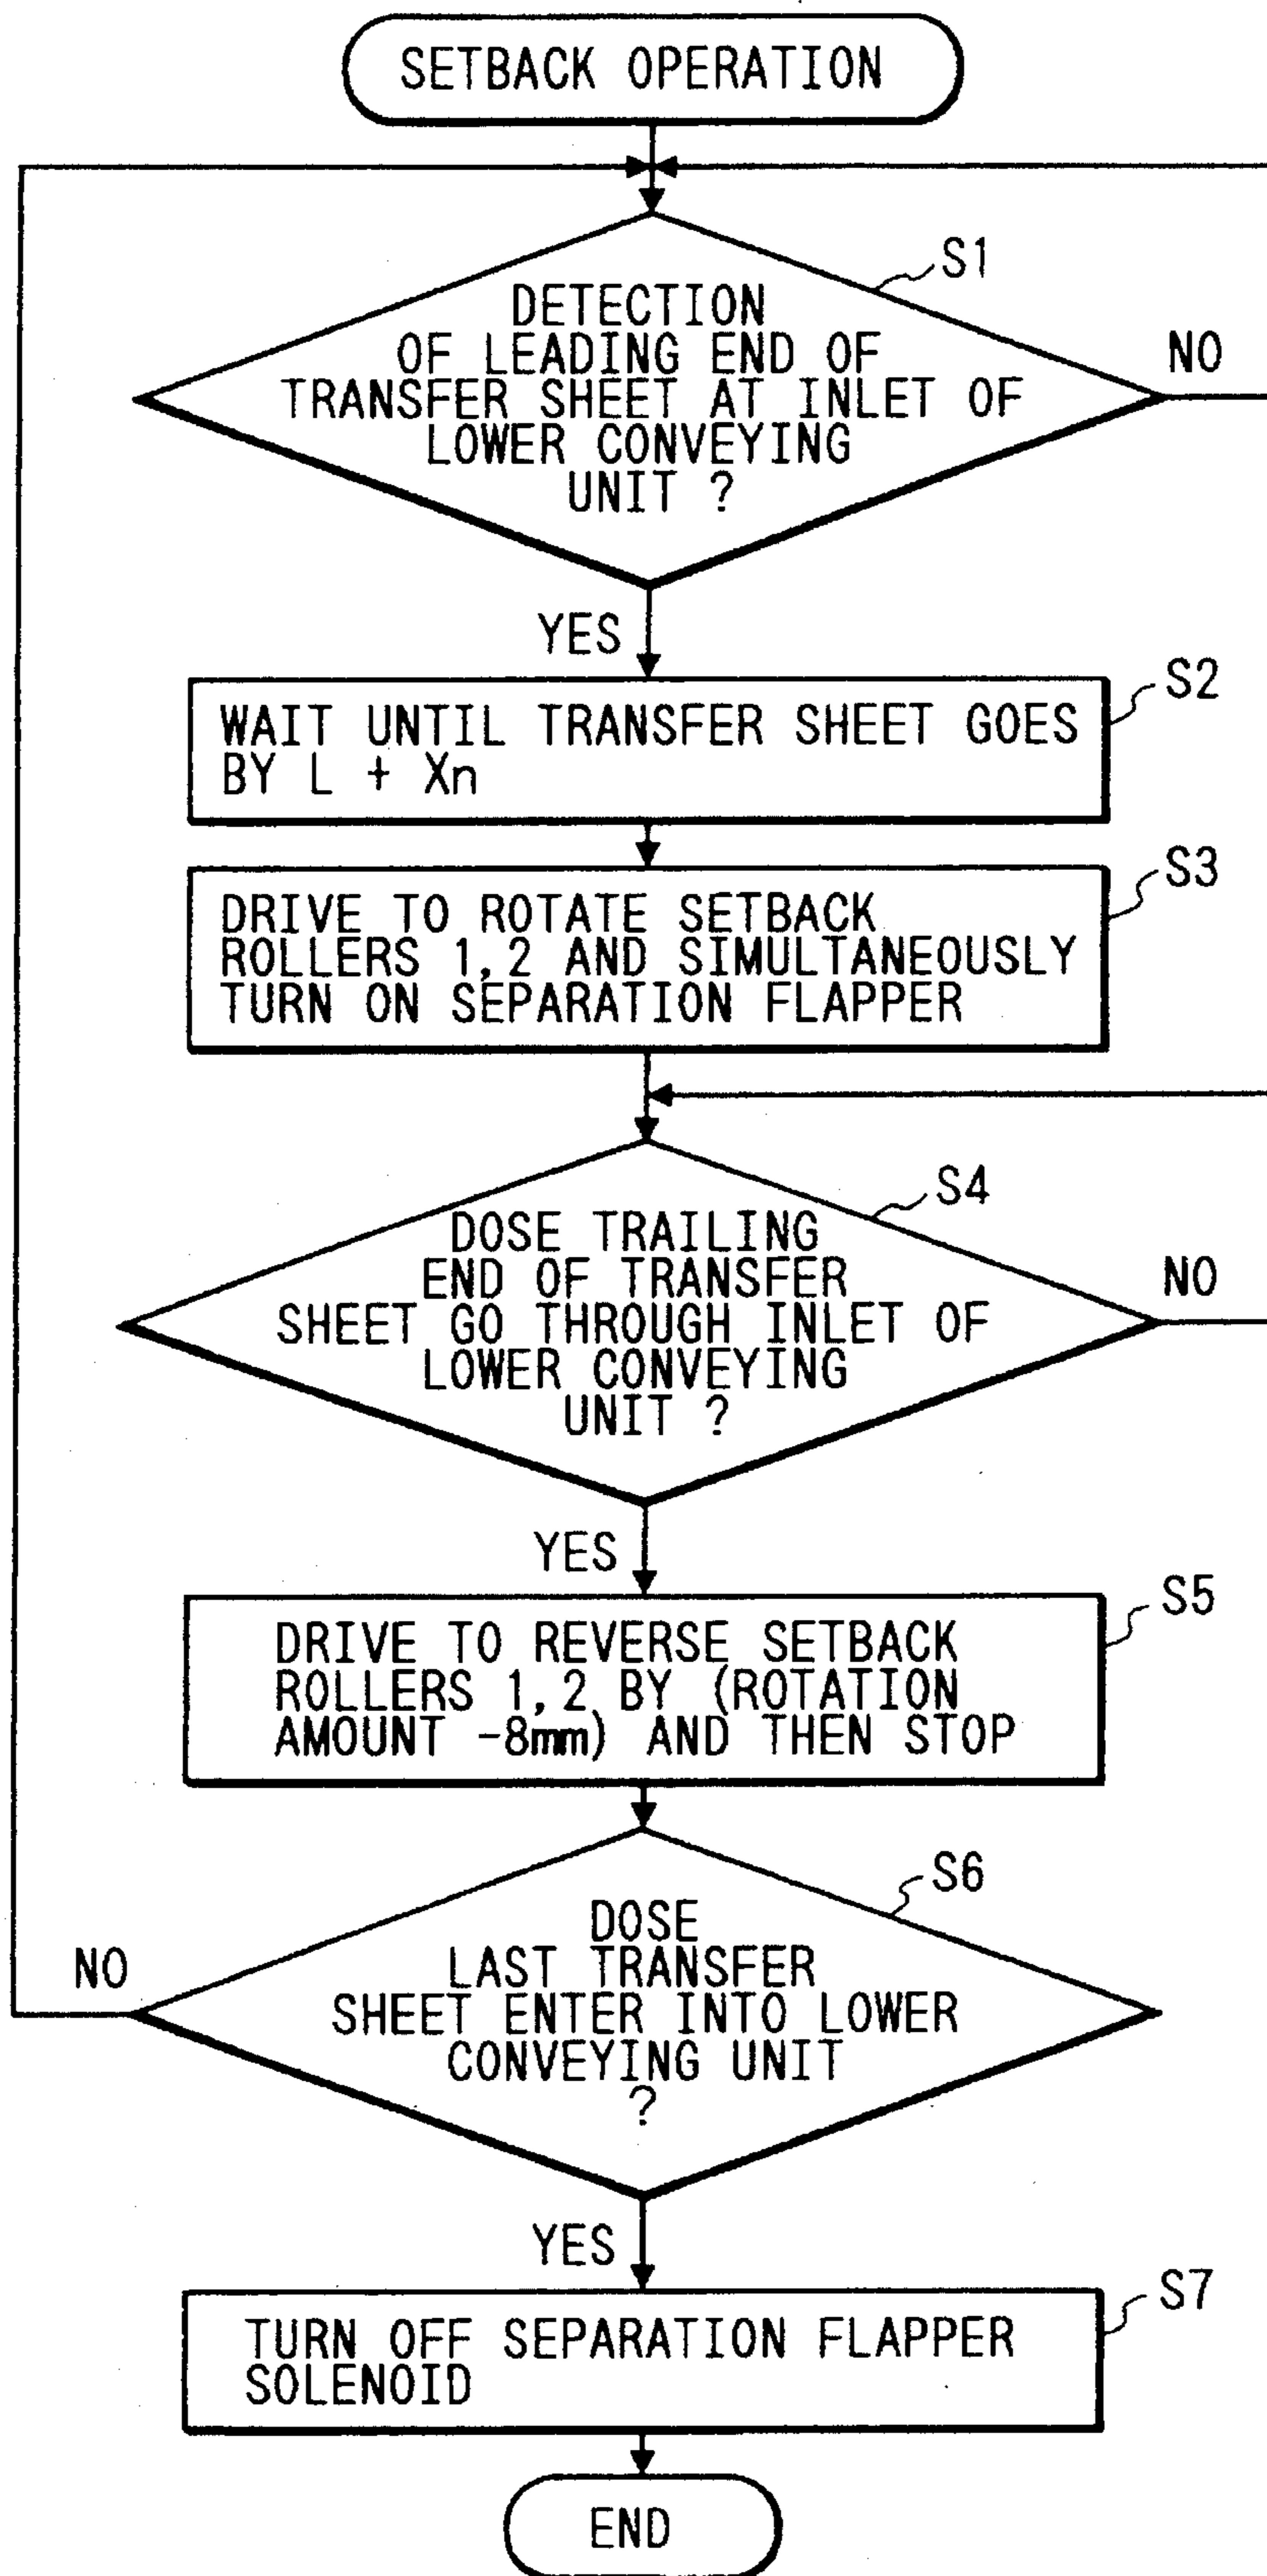 SETBACK OPERATION
S1
DETECTION
OF LEADING END OF
TRANSFER SHEET AT INLET OF
LOWER CONVEYING
UNIT ?
NO
YES
S2
WAIT UNTIL TRANSFER SHEET GOES
BY L + Xn
S3
DRIVE TO ROTATE SETBACK
ROLLERS 1,2 AND SIMULTANEOUSLY
TURN ON SEPARATION FLAPPER
S4
DOSE TRAILING
END OF TRANSFER
SHEET GO THROUGH INLET OF
LOWER CONVEYING
UNIT ?
NO
YES
S5
DRIVE TO REVERSE SETBACK
ROLLERS 1,2 BY (ROTATION
AMOUNT -8mm) AND THEN STOP
S6
DOSE
LAST TRANSFER
SHEET ENTER INTO LOWER
CONVEYING UNIT
?
NO
YES
S7
TURN OFF SEPARATION FLAPPER
SOLENOID
END